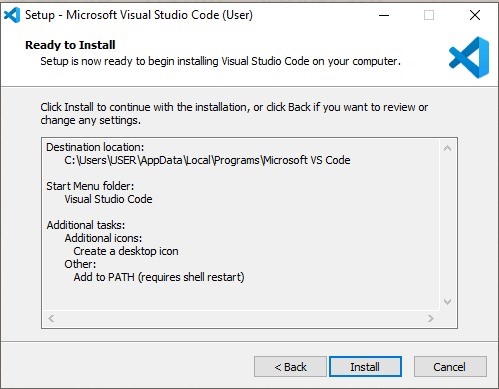 Setup - Microsoft Visual Studio Code (User)
Ready to Install
Setup is now ready to begin installing Visual Studio Code on your computer.
Click Install to continue with the installation, or click Back if you want to review or
change any settings.
Destination location:
C:\Users\USER\AppData\Local\Programs\Microsoft VS Code
Start Menu folder:
Visual Studio Code
Additional tasks:
Additional icons:
Create a desktop icon
Other:
Add to PATH (requires shell restart)
< Back
Install
Cancel